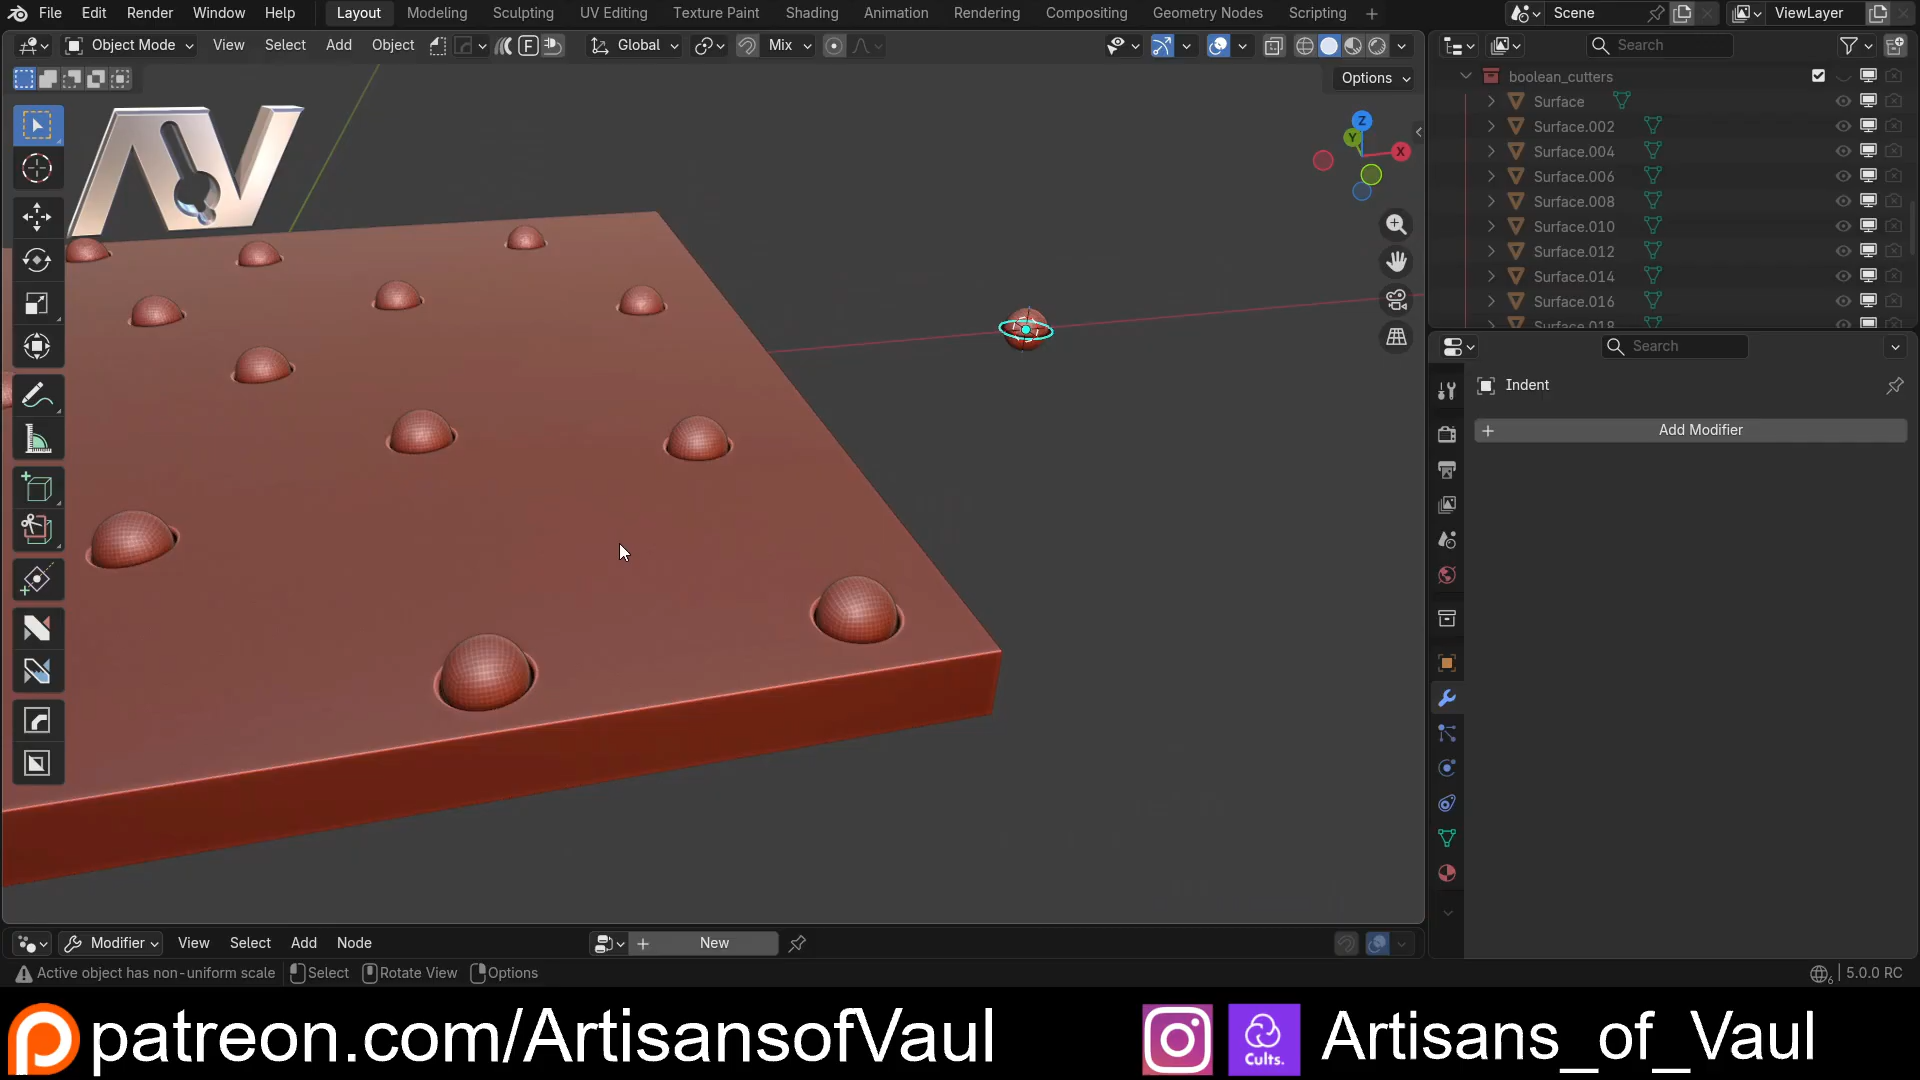 File Edit Render Window Help Layout Modeling Sculpting UV Editing Texture Paint Shading Animation Rendering Compositing Geometry Nodes Scripting + Scene ViewLayer
Object Mode View Select Add Object F Global Mix Search
Options
boolean_cutters
Surface
Surface.002
Surface.004
Surface.006
Surface.008
Surface.010
Surface.012
Surface.014
Surface.016
Surface.018
Z
Y
X
Search
Indent
+ Add Modifier
Modifier View Select Add Node + New
Active object has non-uniform scale Select Rotate View Options 5.0.0 RC
patreon.com/ArtisansofVaul
Cults.
Artisans_of_Vaul